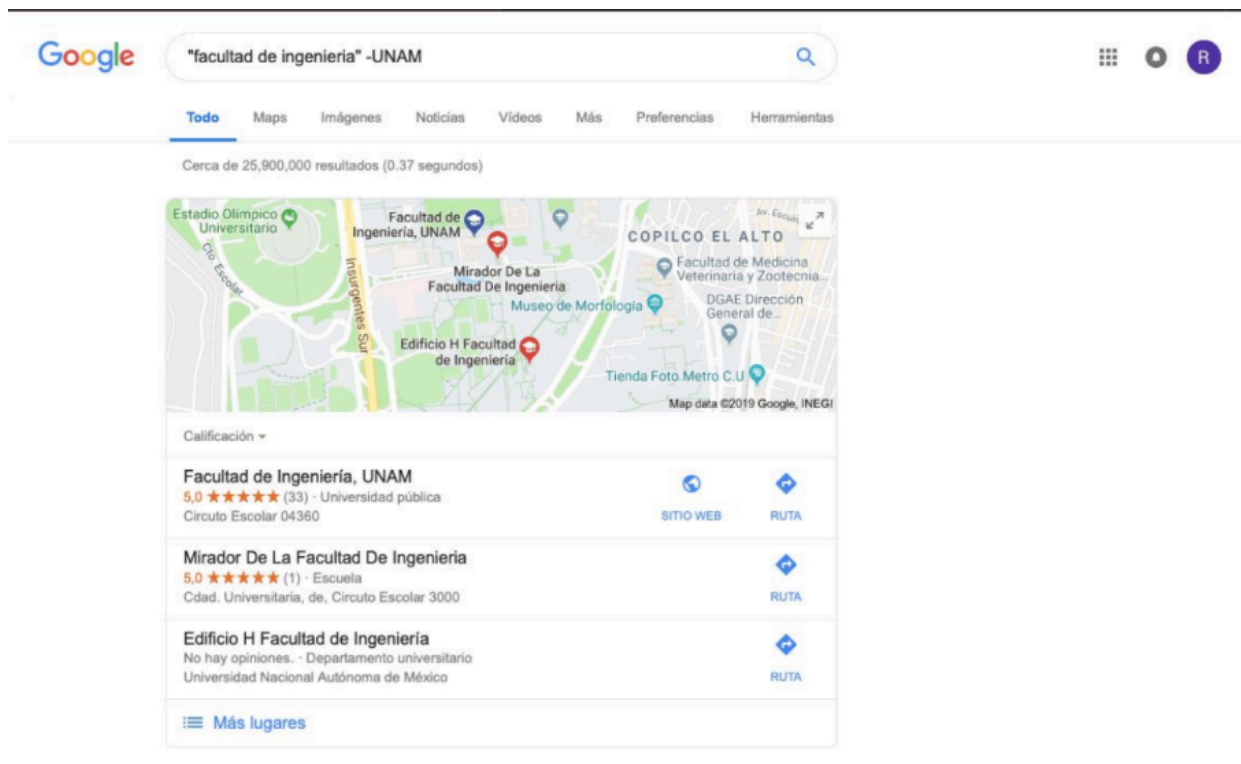 Google
"facultad de ingenieria" -UNAM
R
Todo Maps Imágenes Noticias Vídeos Más Preferencias Herramientas
Cerca de 25,900,000 resultados (0.37 segundos)
Estadio Olímpico
Universitario
Cto. Escolar
Insurgentes Sur
Facultad de
Ingeniería, UNAM
Mirador De La
Facultad De Ingenieria
Museo de Morfología
Edificio H Facultad
de Ingeniería
COPILCO EL ALTO
Facultad de Medicina
Veterinaria y Zootecnia...
DGAE Dirección
General de...
Tienda Foto Metro C.U
Map data ©2019 Google, INEGI
Calificación
Facultad de Ingeniería, UNAM
5,0 ★★★★★ (33) · Universidad pública
Circuto Escolar 04360
SITIO WEB
RUTA
Mirador De La Facultad De Ingenieria
5,0 ★★★★★ (1) · Escuela
Cdad. Universitaria, de, Circuto Escolar 3000
RUTA
Edificio H Facultad de Ingeniería
No hay opiniones. · Departamento universitario
Universidad Nacional Autónoma de México
RUTA
Más lugares